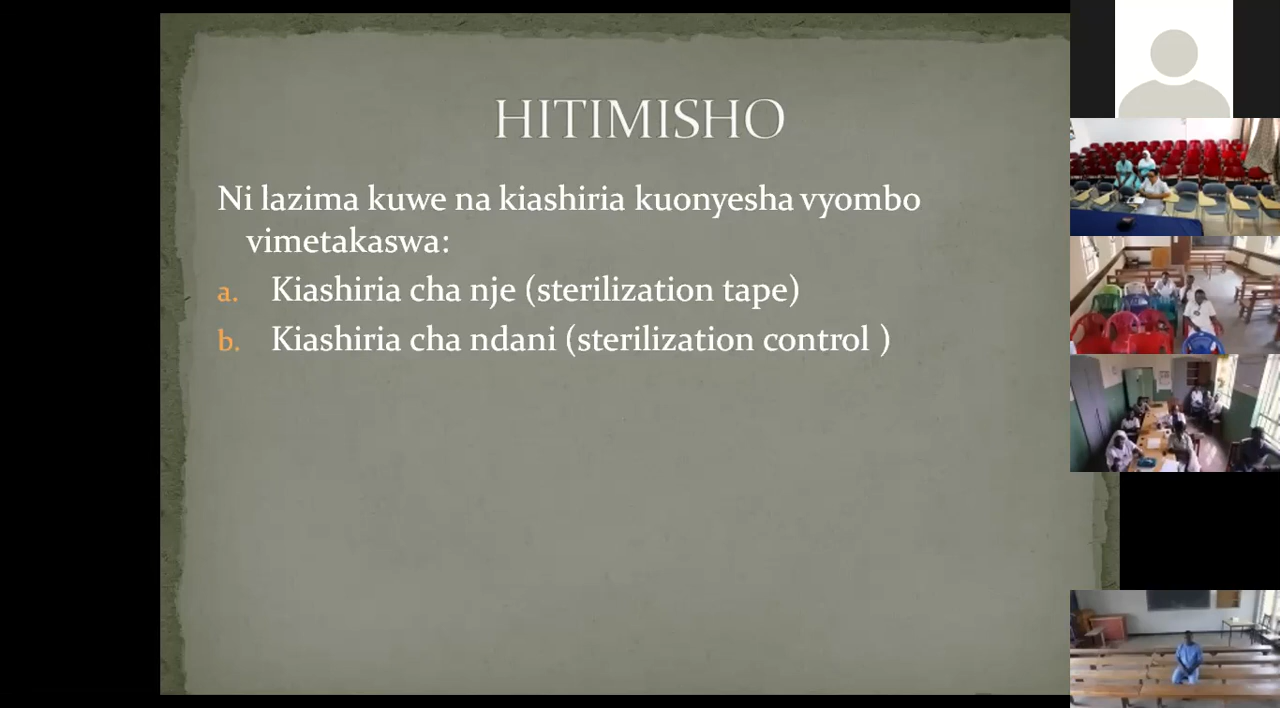 HITIMISHO
Ni lazima kuwe na kiashiria kuonyesha vyombo
vimetakaswa:
a. Kiashiria cha nje (sterilization tape)
b. Kiashiria cha ndani (sterilization control )